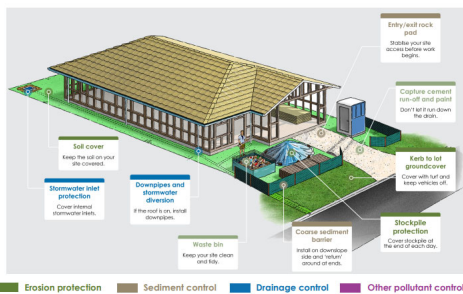 Entry/exit rock
pad
Stabilise your site
access before work
begins.
Capture cement
run-off and paint
Don't let it run down
the drain.
Soil cover
Keep the soil on your
site covered.
Kerb to lot
groundcover
Cover with turf and
keep vehicles off.
Stormwater inlet
protection
Cover internal
stormwater inlets.
Downpipes and
stormwater
diversion
If the roof is on, install
downpipes.
Waste bin
Keep your site clean
and tidy.
Coarse sediment
barrier
Install on downslope
side and 'return'
around at ends.
Stockpile
protection
Cover stockpile at
the end of each day.
Erosion protection
Sediment control
Drainage control
Other pollutant control